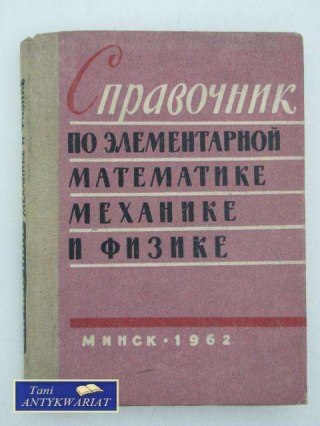 Справочник
ПО ЭЛЕМЕНТАРНОЙ
МАТЕМАТИКЕ
МЕХАНИКЕ
И ФИЗИКЕ
МИНСК • 1962
Tani
ANTYKWARIAT